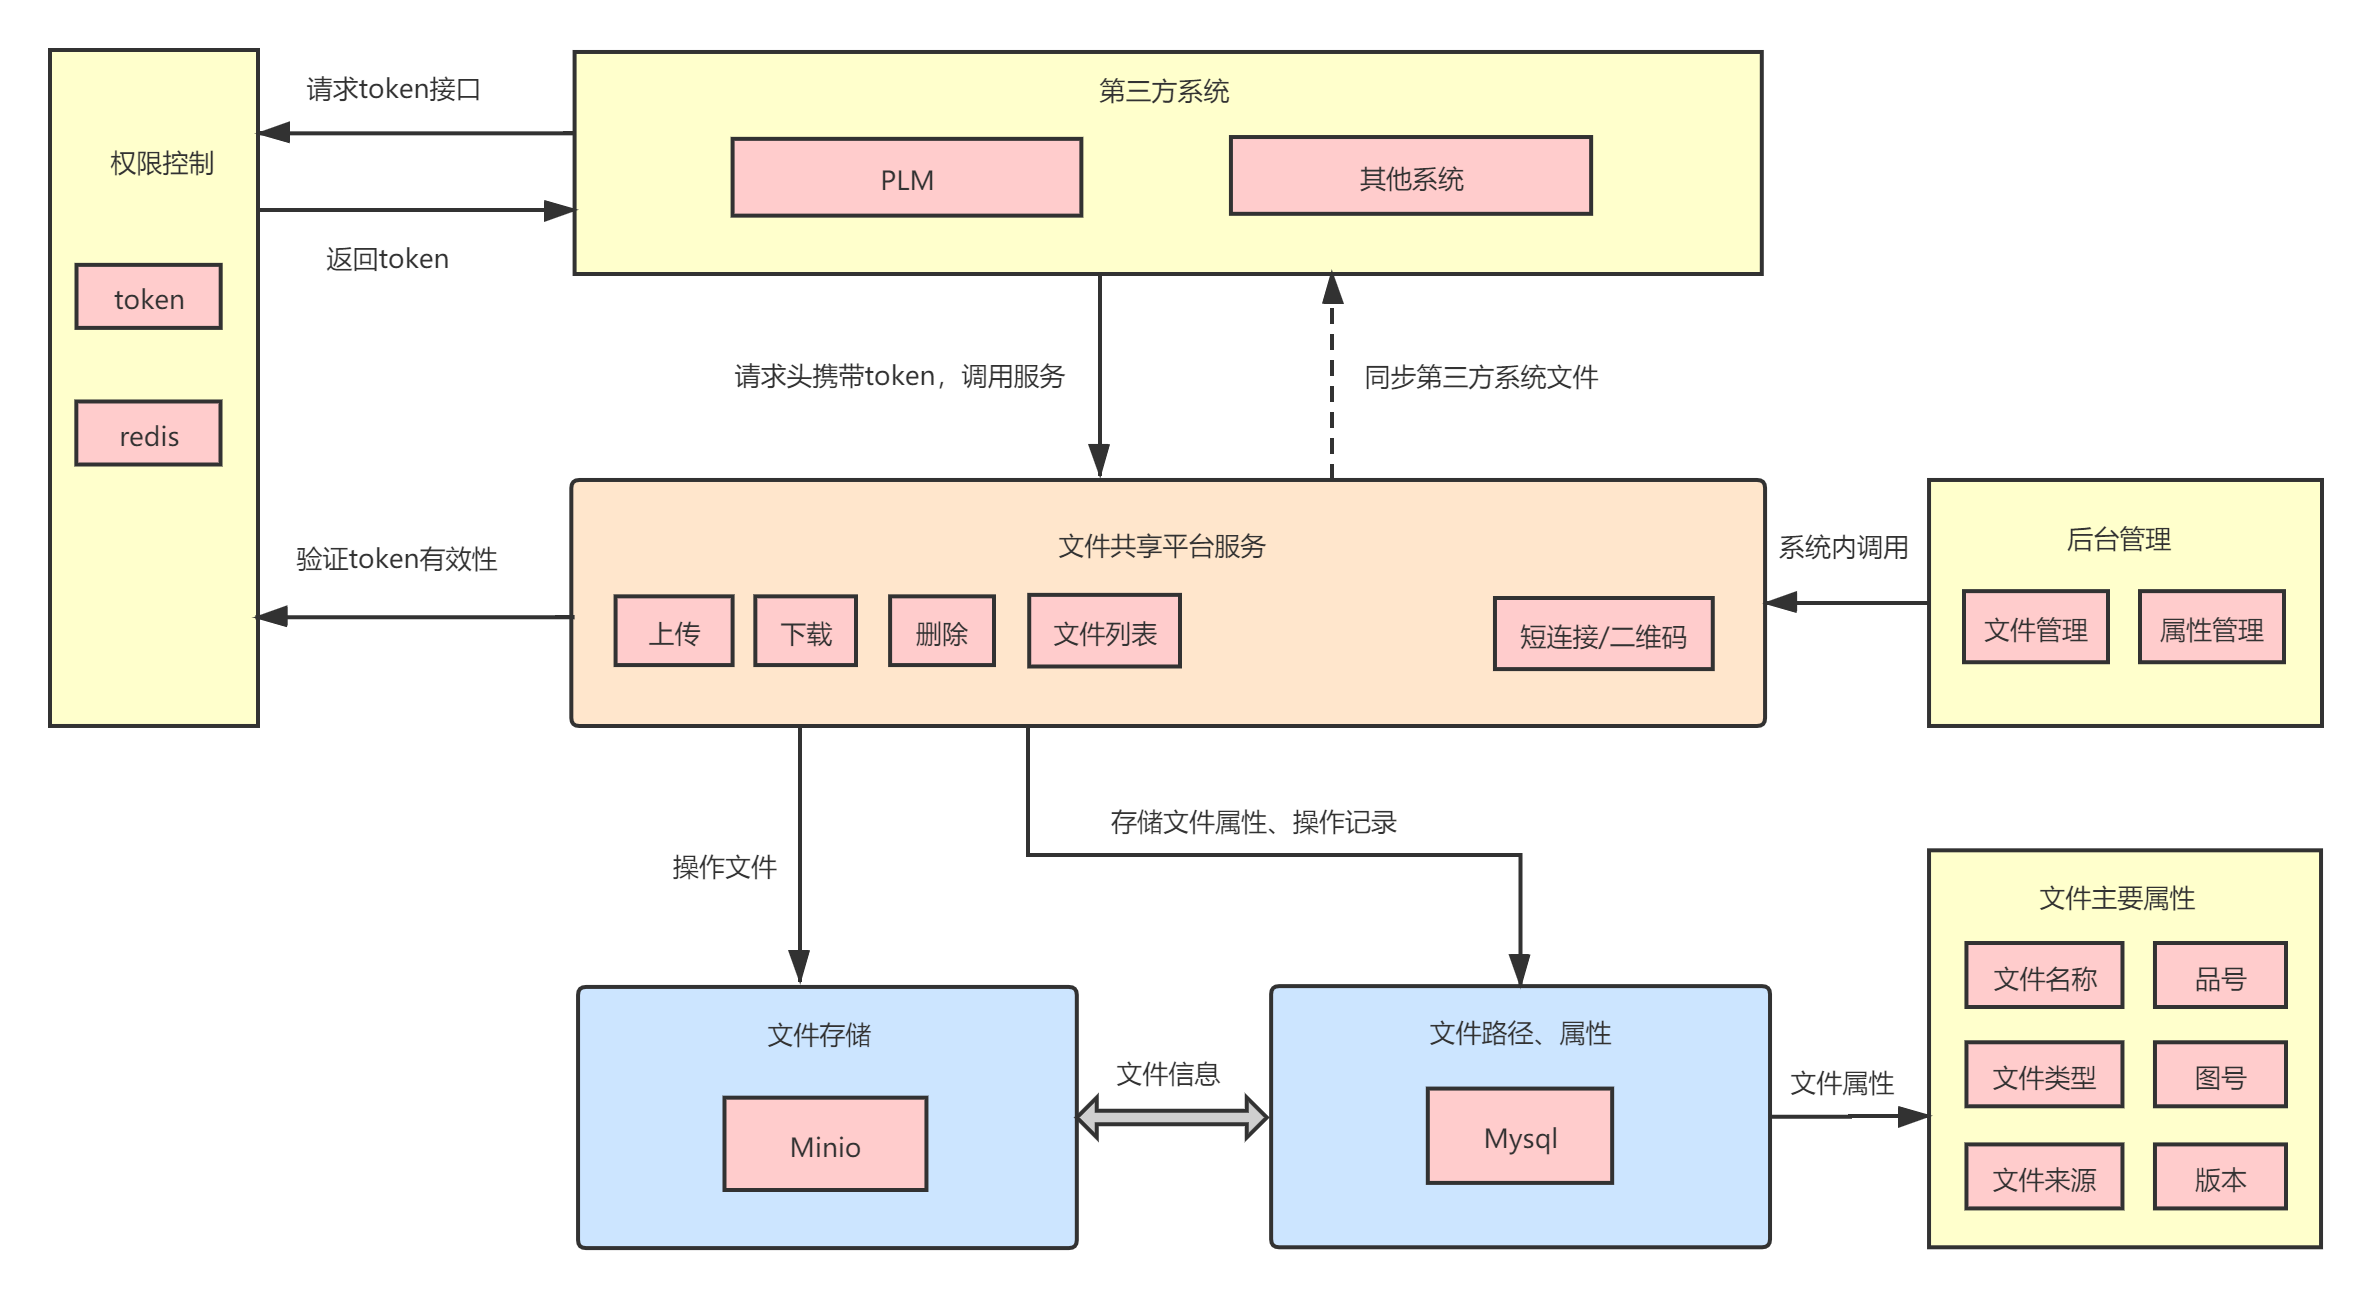 请求token接口
权限控制
返回token
token
redis
验证token有效性
第三方系统
PLM
其他系统
请求头携带token，调用服务
同步第三方系统文件
文件共享平台服务
上传
下载
删除
文件列表
短连接/二维码
系统内调用
后台管理
文件管理
属性管理
操作文件
存储文件属性、操作记录
文件存储
Minio
文件信息
文件路径、属性
Mysql
文件属性
文件主要属性
文件名称
品号
文件类型
图号
文件来源
版本